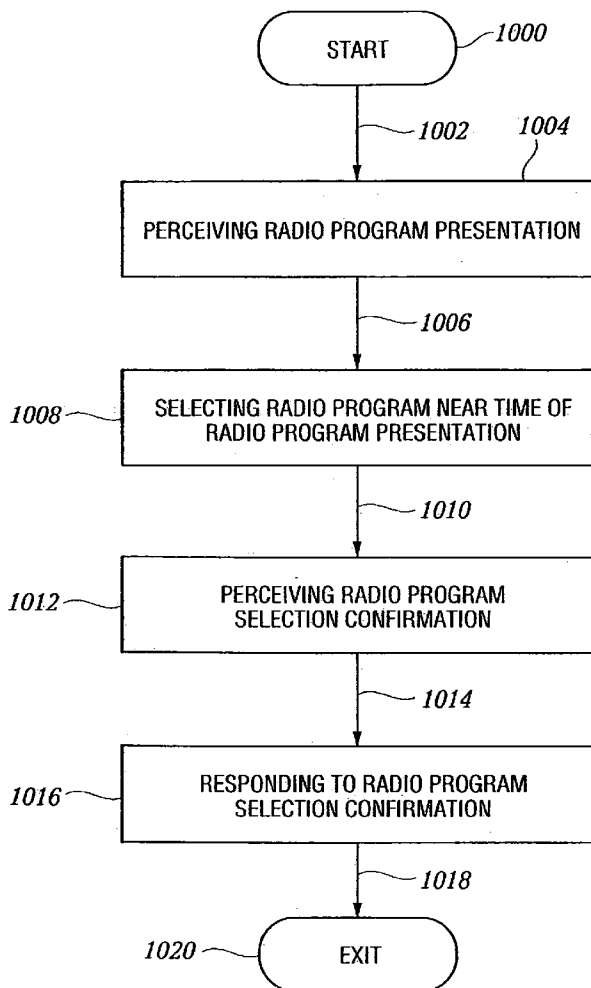 START
1000
1002
1004
PERCEIVING RADIO PROGRAM PRESENTATION
1006
1008
SELECTING RADIO PROGRAM NEAR TIME OF
RADIO PROGRAM PRESENTATION
1010
1012
PERCEIVING RADIO PROGRAM
SELECTION CONFIRMATION
1014
1016
RESPONDING TO RADIO PROGRAM
SELECTION CONFIRMATION
1018
1020
EXIT